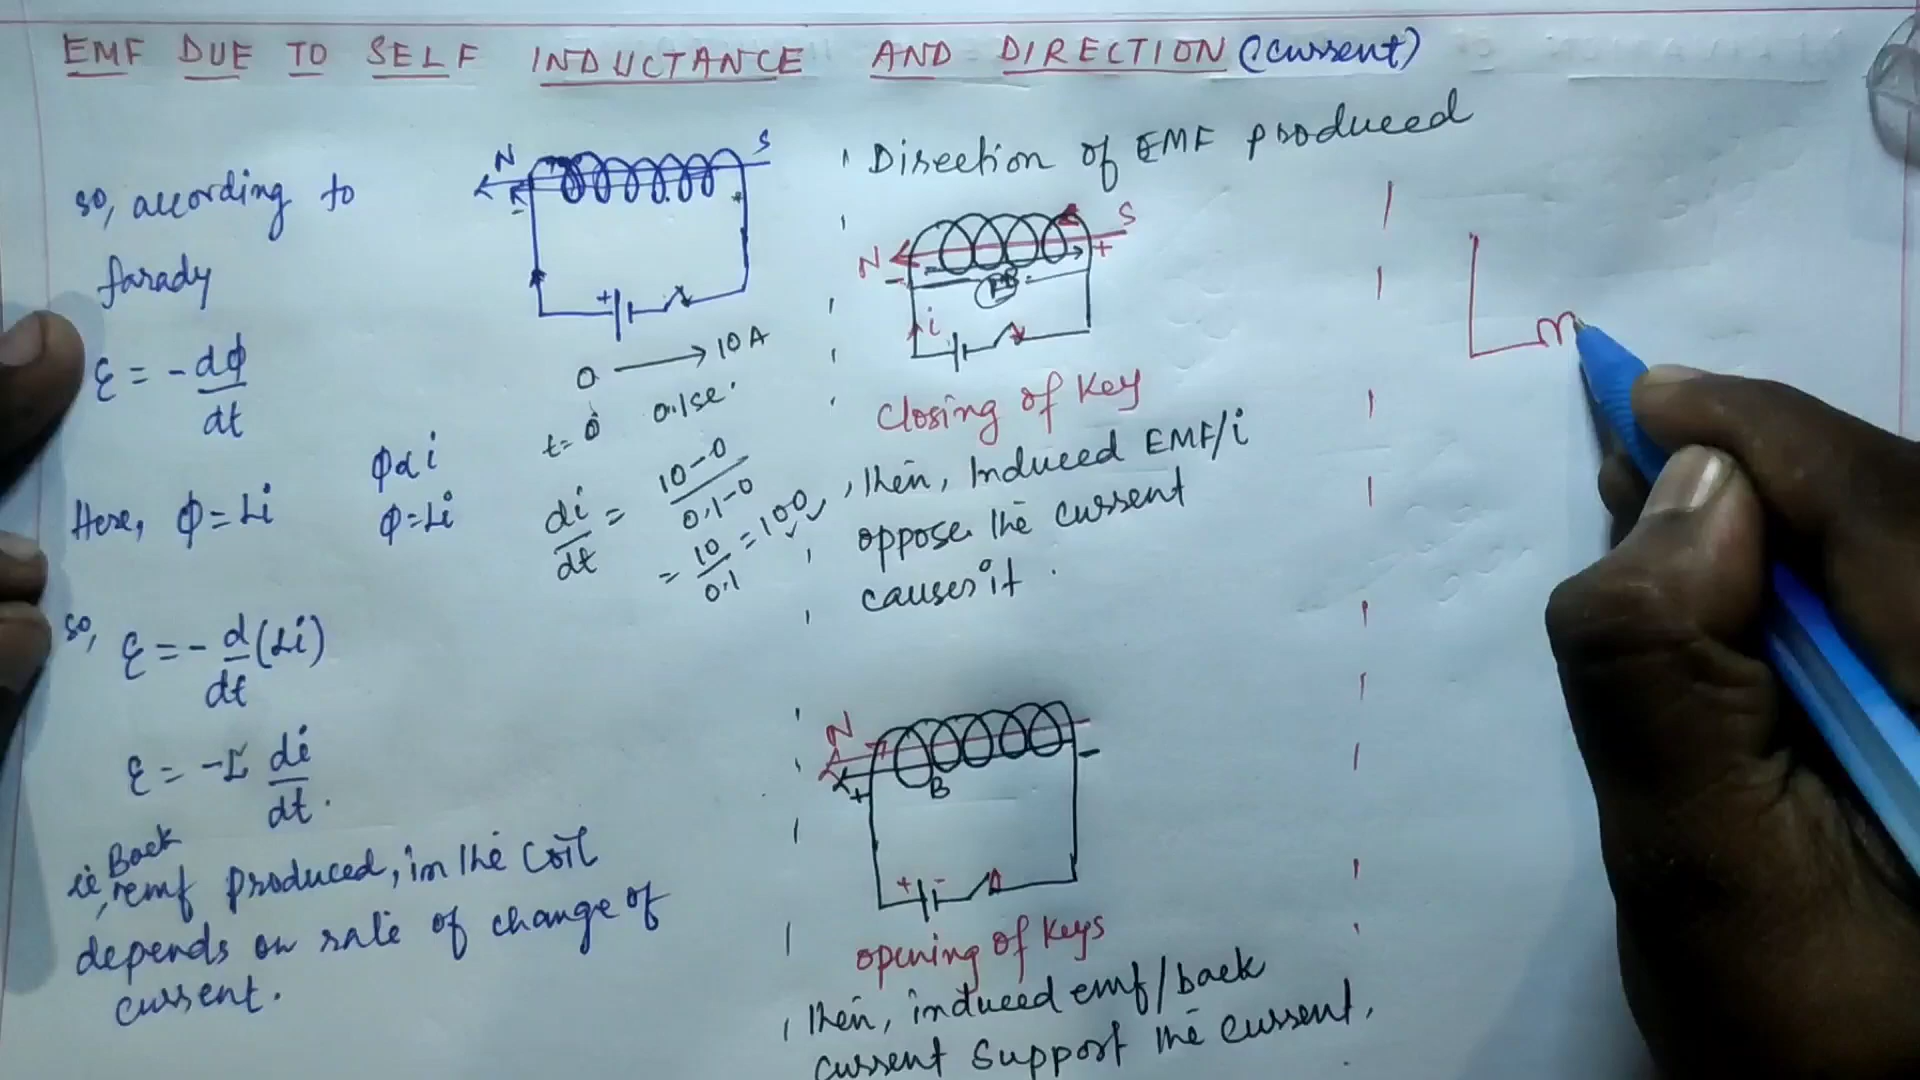 EMF DUE TO SELF INDUCTANCE AND DIRECTION (current)
so, according to
farady
ε = -dφ/dt
Here, φ = Li
φ α i
φ = Li
so, ε = - d/dt (Li)
ε = -L di/dt.
ie, Back emf produced, in the coil
depends on rate of change of
current.
N S
+
0 → 10 A
t = 0 0.1se.
di/dt = 10-0/0.1-0
= 10/0.1 = 100
Direction of EMF produced
N S
- +
i
Closing of Key
then, Induced EMF/i
oppose the current
causes it.
N
+ -
B
+ -
opening of keys
then, induced emf/back
current support the current.